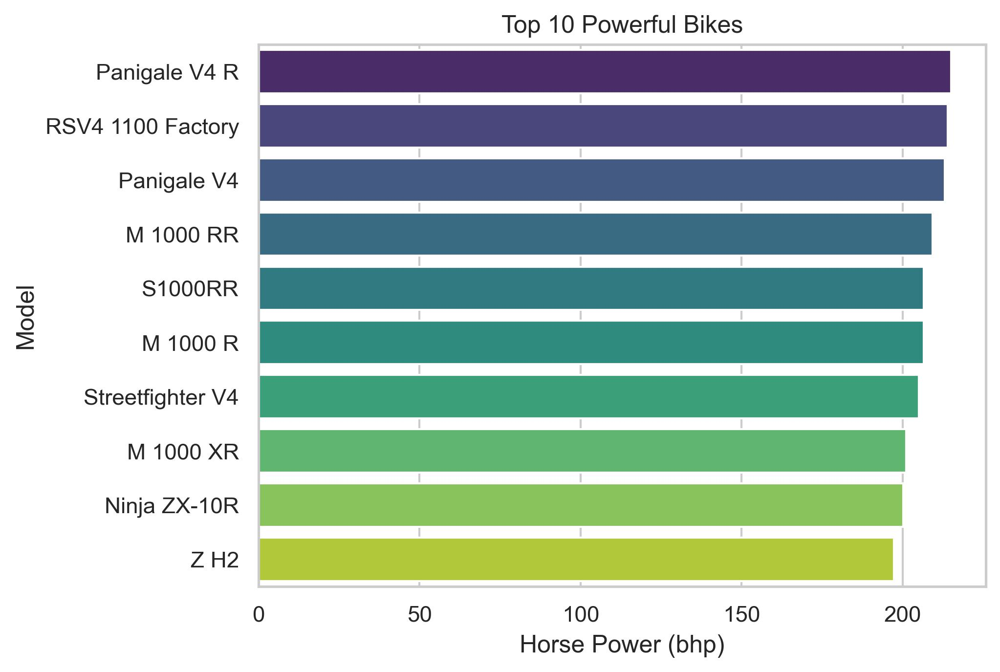 Top 10 Powerful Bikes
Model
Panigale V4 R
RSV4 1100 Factory
Panigale V4
M 1000 RR
S1000RR
M 1000 R
Streetfighter V4
M 1000 XR
Ninja ZX-10R
Z H2
0 50 100 150 200
Horse Power (bhp)